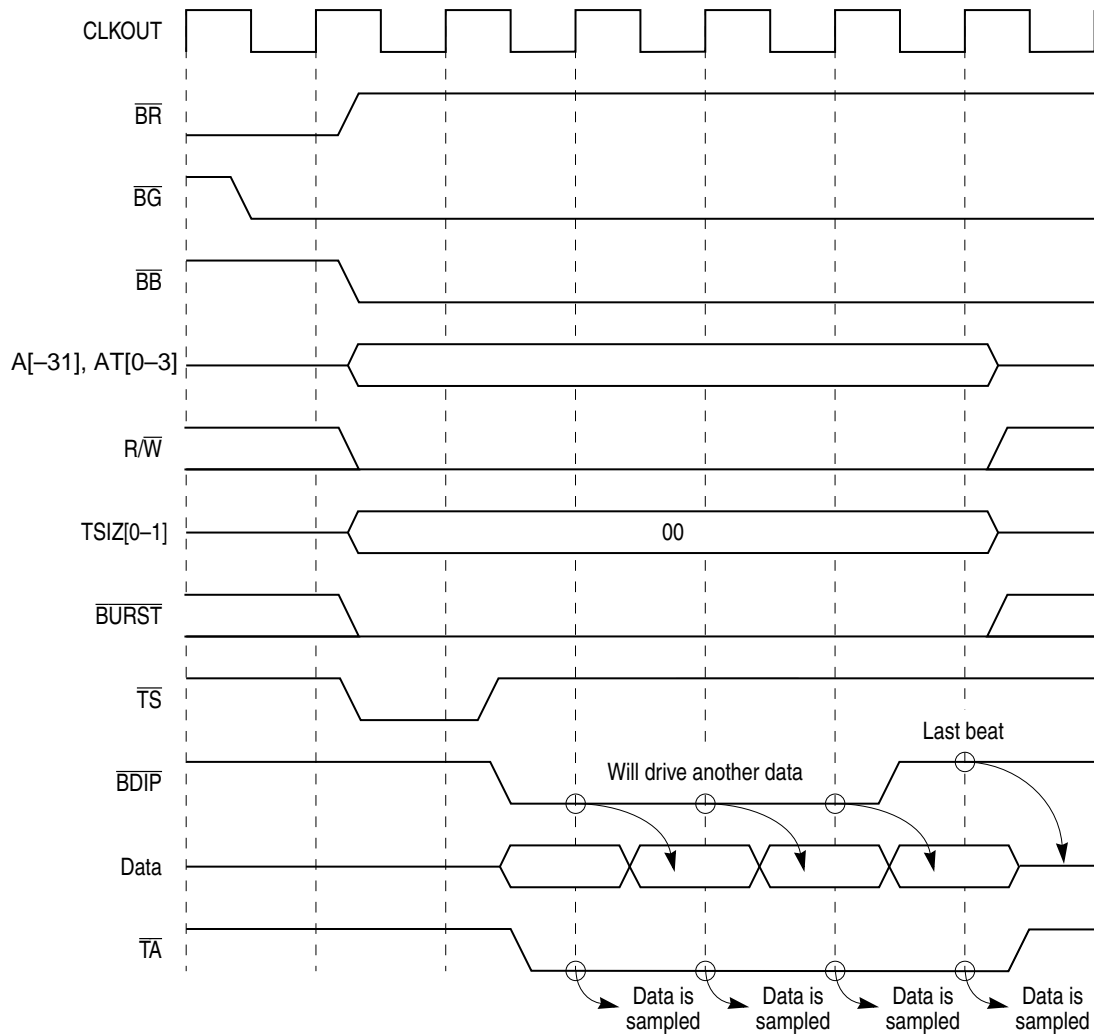 CLKOUT
BR
BG
BB
A[–31], AT[0–3]
R/W
TSIZ[0–1]
00
BURST
TS
Last beat
BDIP
Will drive another data
Data
TA
Data is
sampled
Data is
sampled
Data is
sampled
Data is
sampled